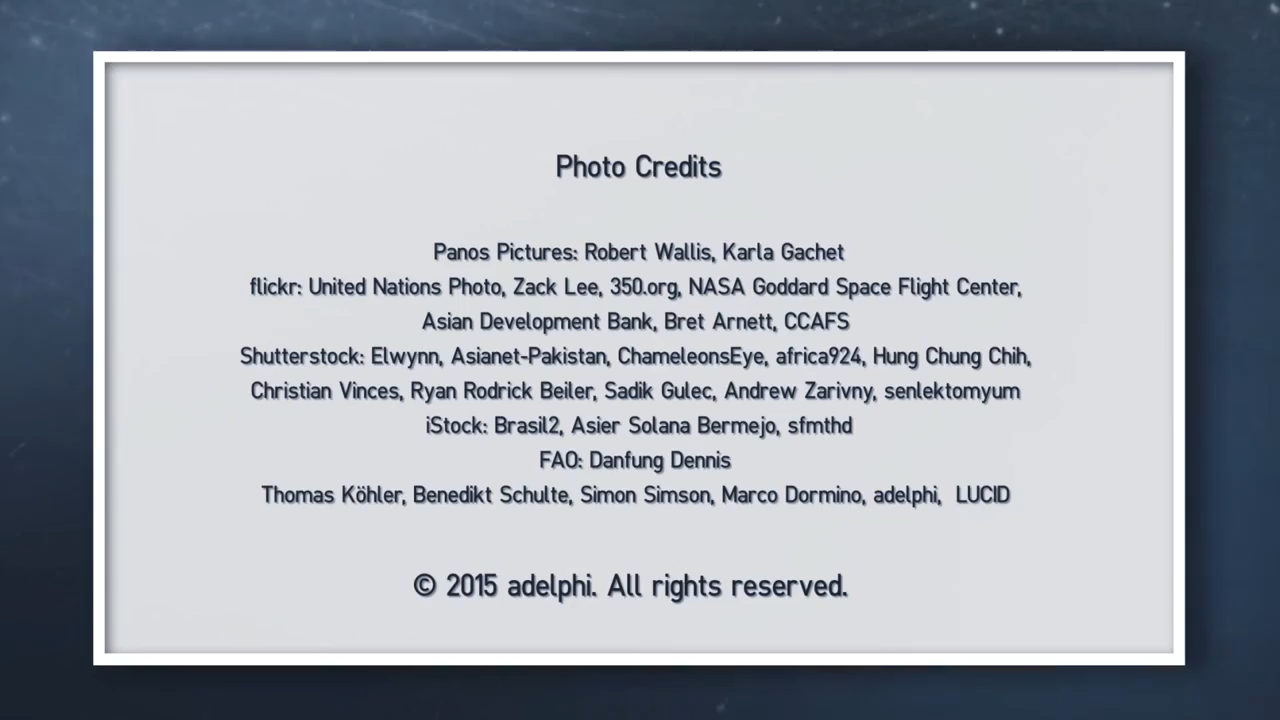 Photo Credits
Panos Pictures: Robert Wallis, Karla Gachet
flickr: United Nations Photo, Zack Lee, 350.org, NASA Goddard Space Flight Center,
Asian Development Bank, Bret Arnett, CCAFS
Shutterstock: Elwynn, Asianet-Pakistan, ChameleonsEye, africa924, Hung Chung Chih,
Christian Vinces, Ryan Rodrick Beiler, Sadik Gulec, Andrew Zarivny, senlektomyum
iStock: Brasil2, Asier Solana Bermejo, sfmthd
FAO: Danfung Dennis
Thomas Köhler, Benedikt Schulte, Simon Simson, Marco Dormino, adelphi,  LUCID
© 2015 adelphi. All rights reserved.